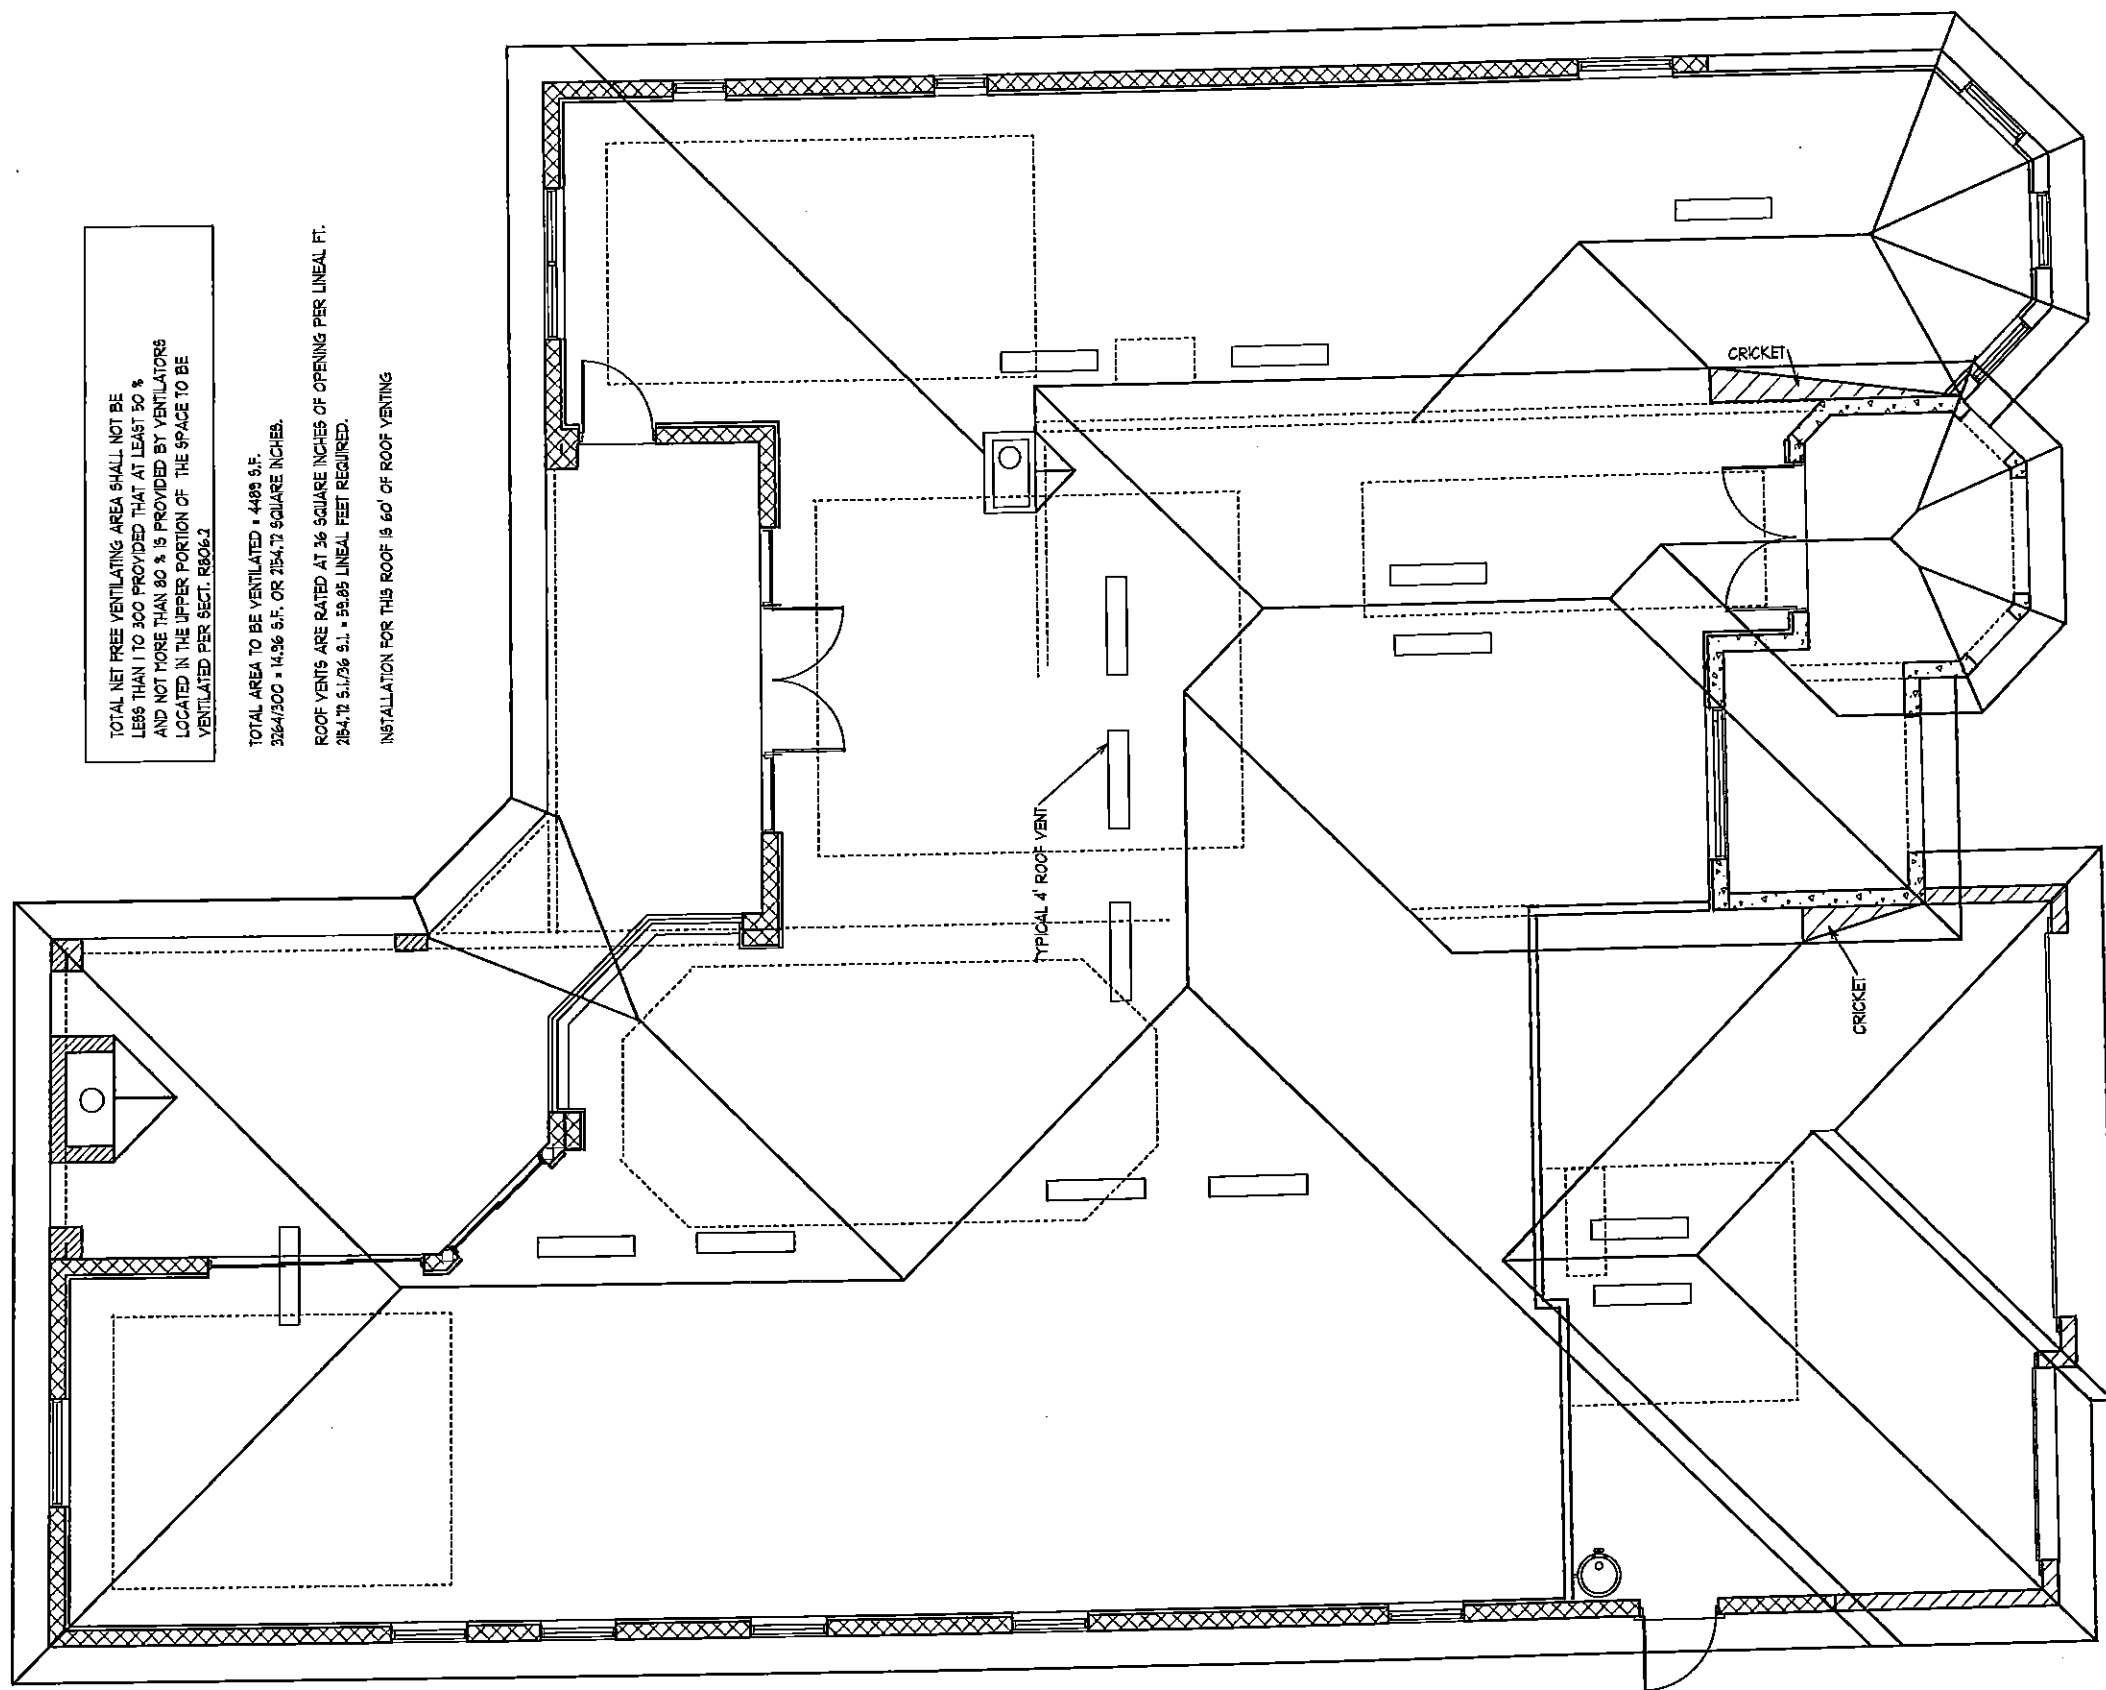 TOTAL NET FREE VENTILATING AREA SHALL NOT BE
LESS THAN 1 TO 300 PROVIDED THAT AT LEAST 50 %
AND NOT MORE THAN 80 % IS PROVIDED BY VENTILATORS
LOCATED IN THE UPPER PORTION OF THE SPACE TO BE
VENTILATED PER SECT. R806.2
TOTAL AREA TO BE VENTILATED = 4489 S.F.
3264/300 = 14.96 S.F. OR 2154.72 SQUARE INCHES.
ROOF VENTS ARE RATED AT 36 SQUARE INCHES OF OPENING PER LINEAL FT.
2154.72 S.I./36 S.I. = 59.85 LINEAL FEET REQUIRED.
INSTALLATION FOR THIS ROOF IS 60' OF ROOF VENTING
TYPICAL 4' ROOF VENT
CRICKET
CRICKET